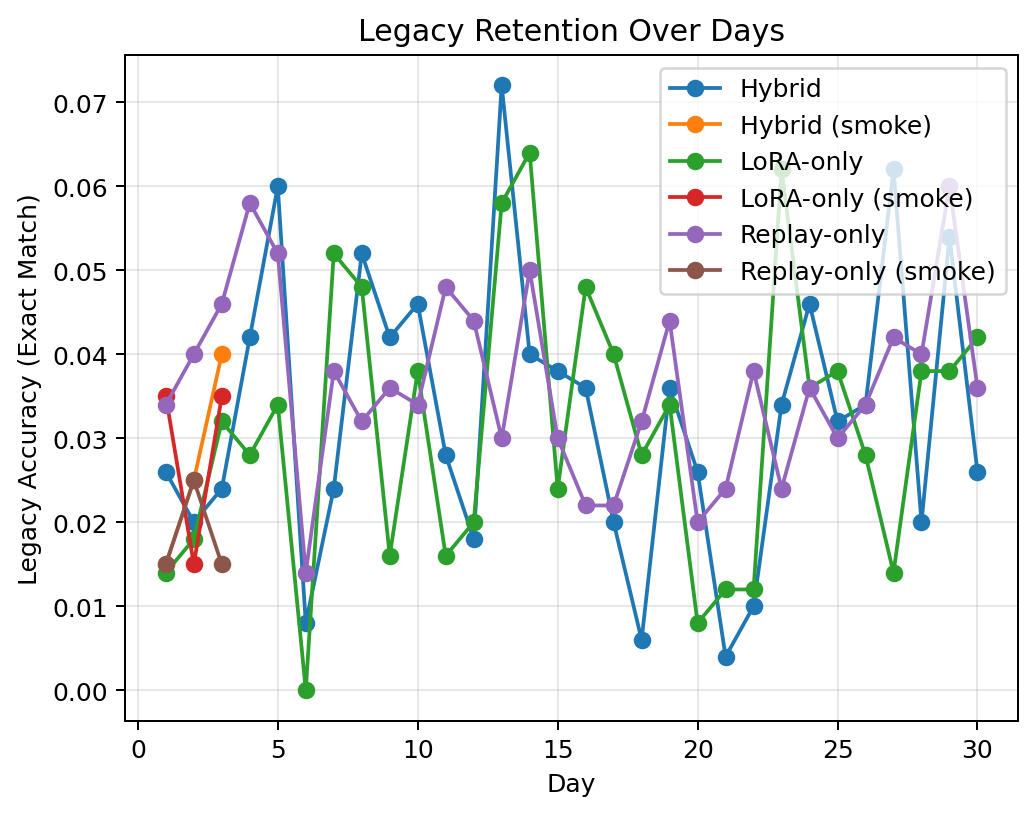 Legacy Retention Over Days
Legacy Accuracy (Exact Match)
0.07
0.06
0.05
0.04
0.03
0.02
0.01
0.00
Hybrid
Hybrid (smoke)
LoRA-only
LoRA-only (smoke)
Replay-only
Replay-only (smoke)
0 5 10 15 20 25 30
Day